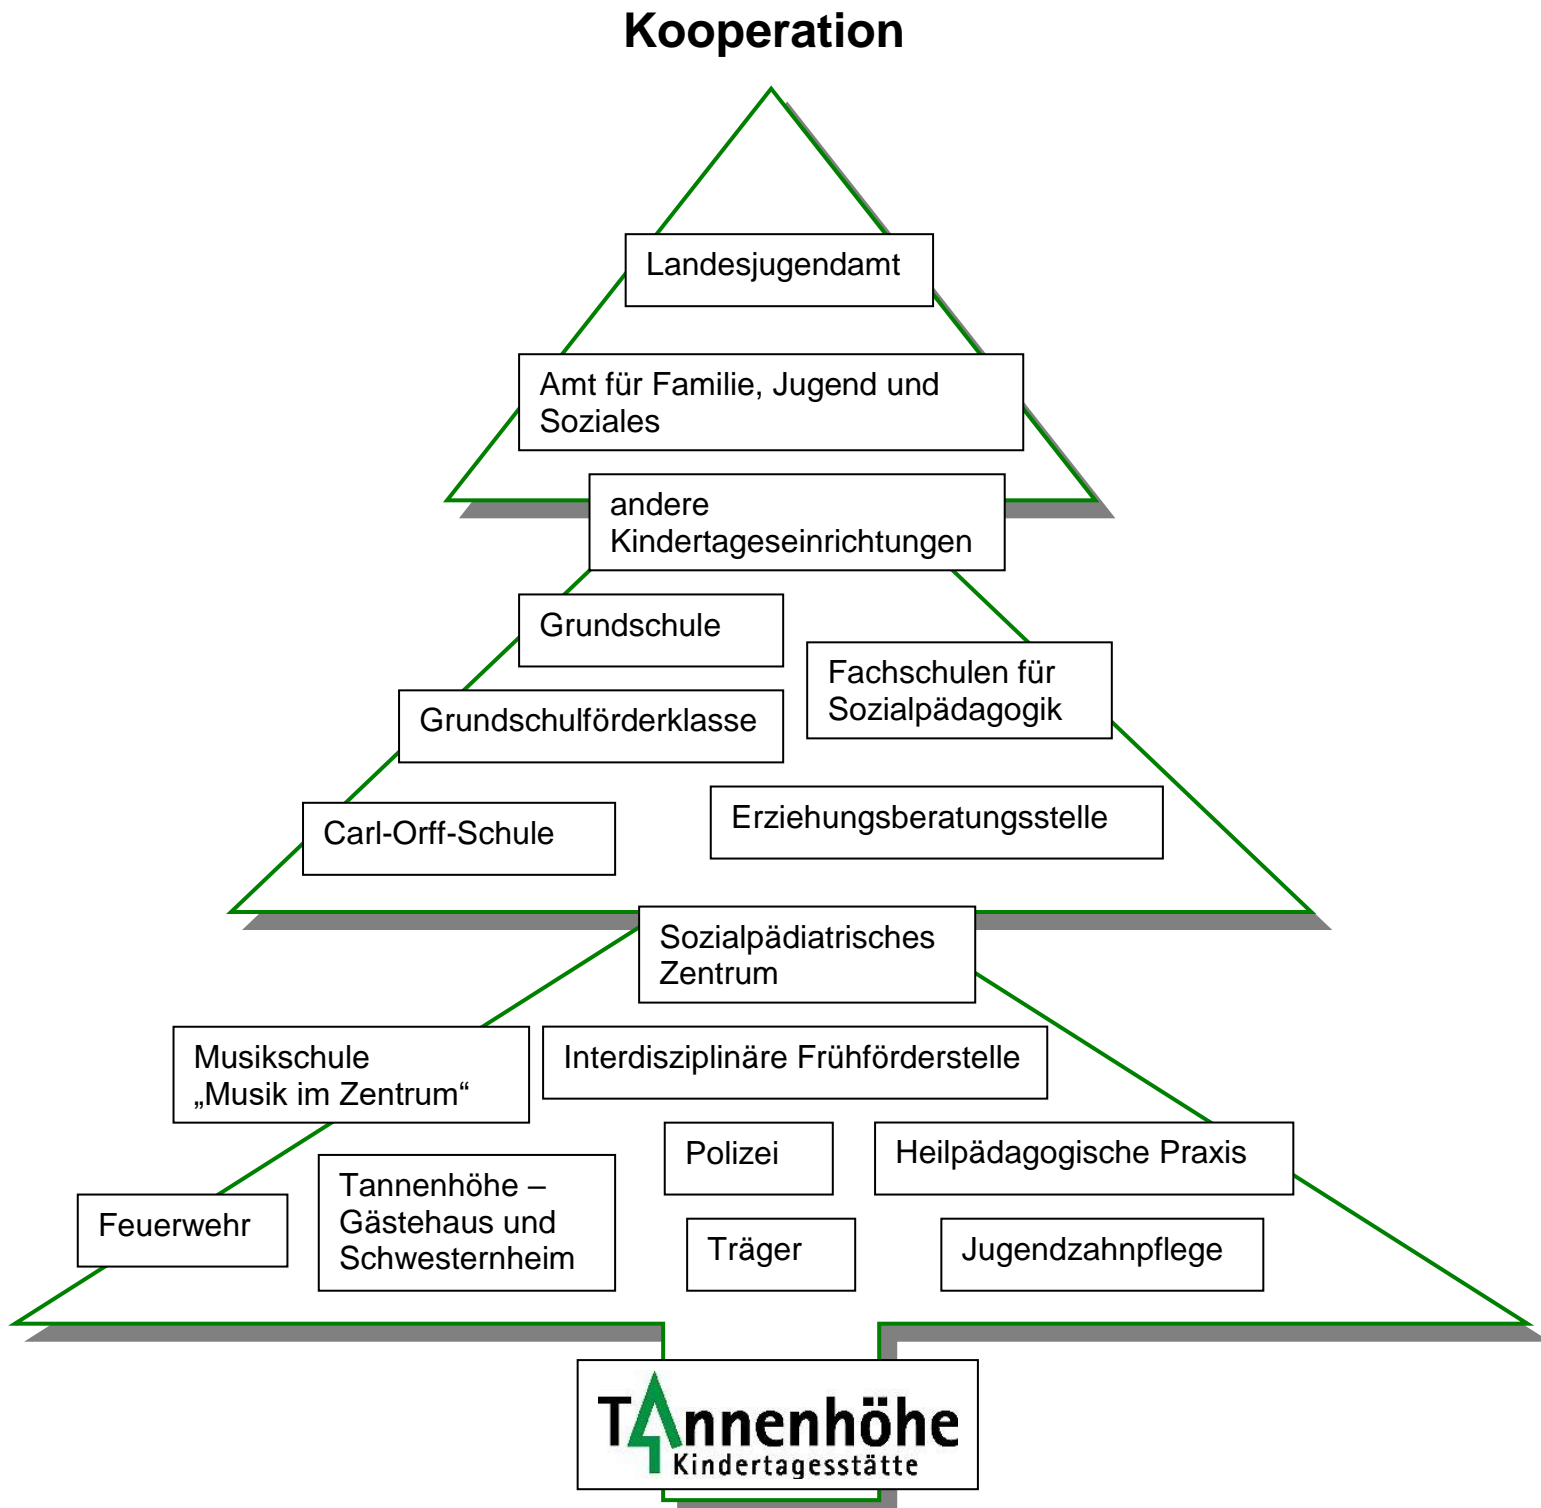 Kooperation
Landesjugendamt
Amt für Familie, Jugend und
Soziales
andere
Kindertageseinrichtungen
Grundschule
Fachschulen für
Sozialpädagogik
Grundschulförderklasse
Erziehungsberatungsstelle
Carl-Orff-Schule
Sozialpädiatrisches
Zentrum
Musikschule
„Musik im Zentrum“
Interdisziplinäre Frühförderstelle
Polizei
Heilpädagogische Praxis
Tannenhöhe –
Gästehaus und
Schwesternheim
Feuerwehr
Träger
Jugendzahnpflege
Tannenhöhe
Kindertagesstätte